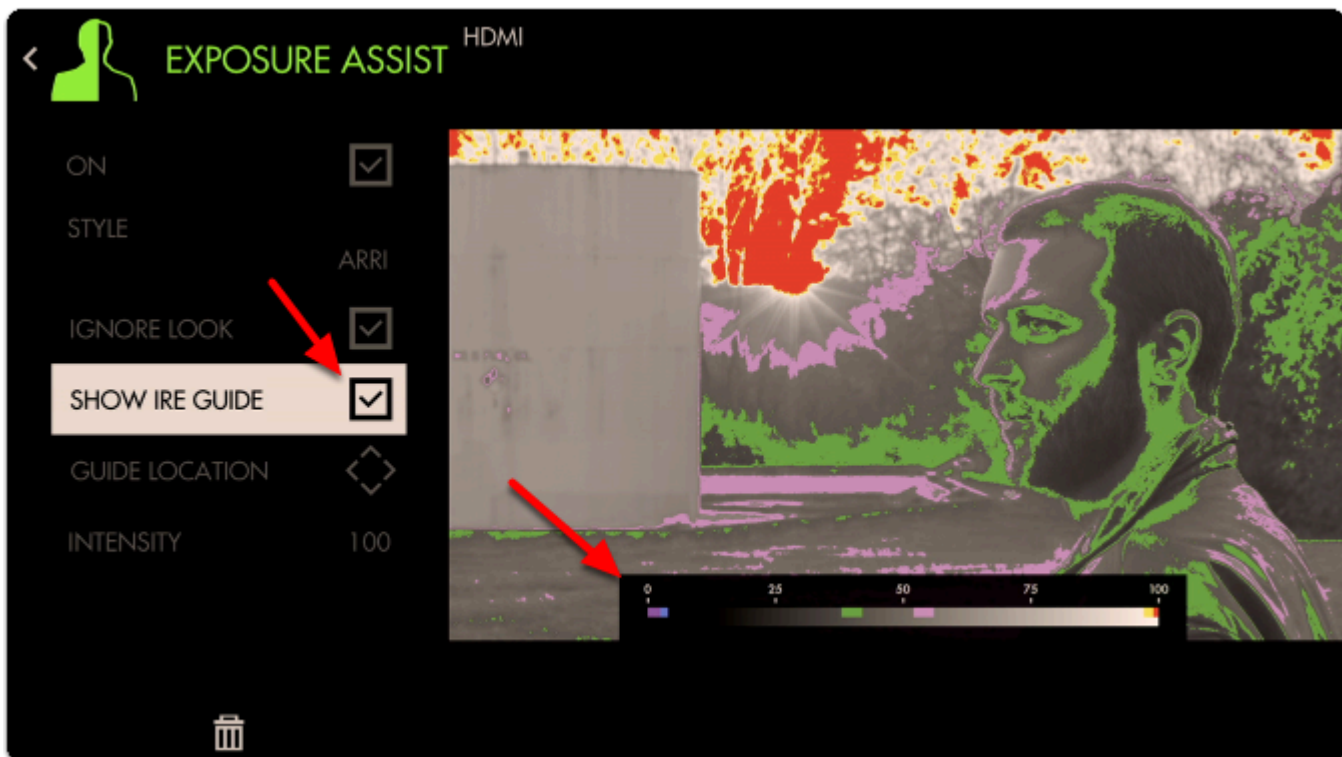 EXPOSURE ASSIST
HDMI
ON
STYLE
ARRI
IGNORE LOOK
SHOW IRE GUIDE
GUIDE LOCATION
INTENSITY 100
0 25 50 75 100